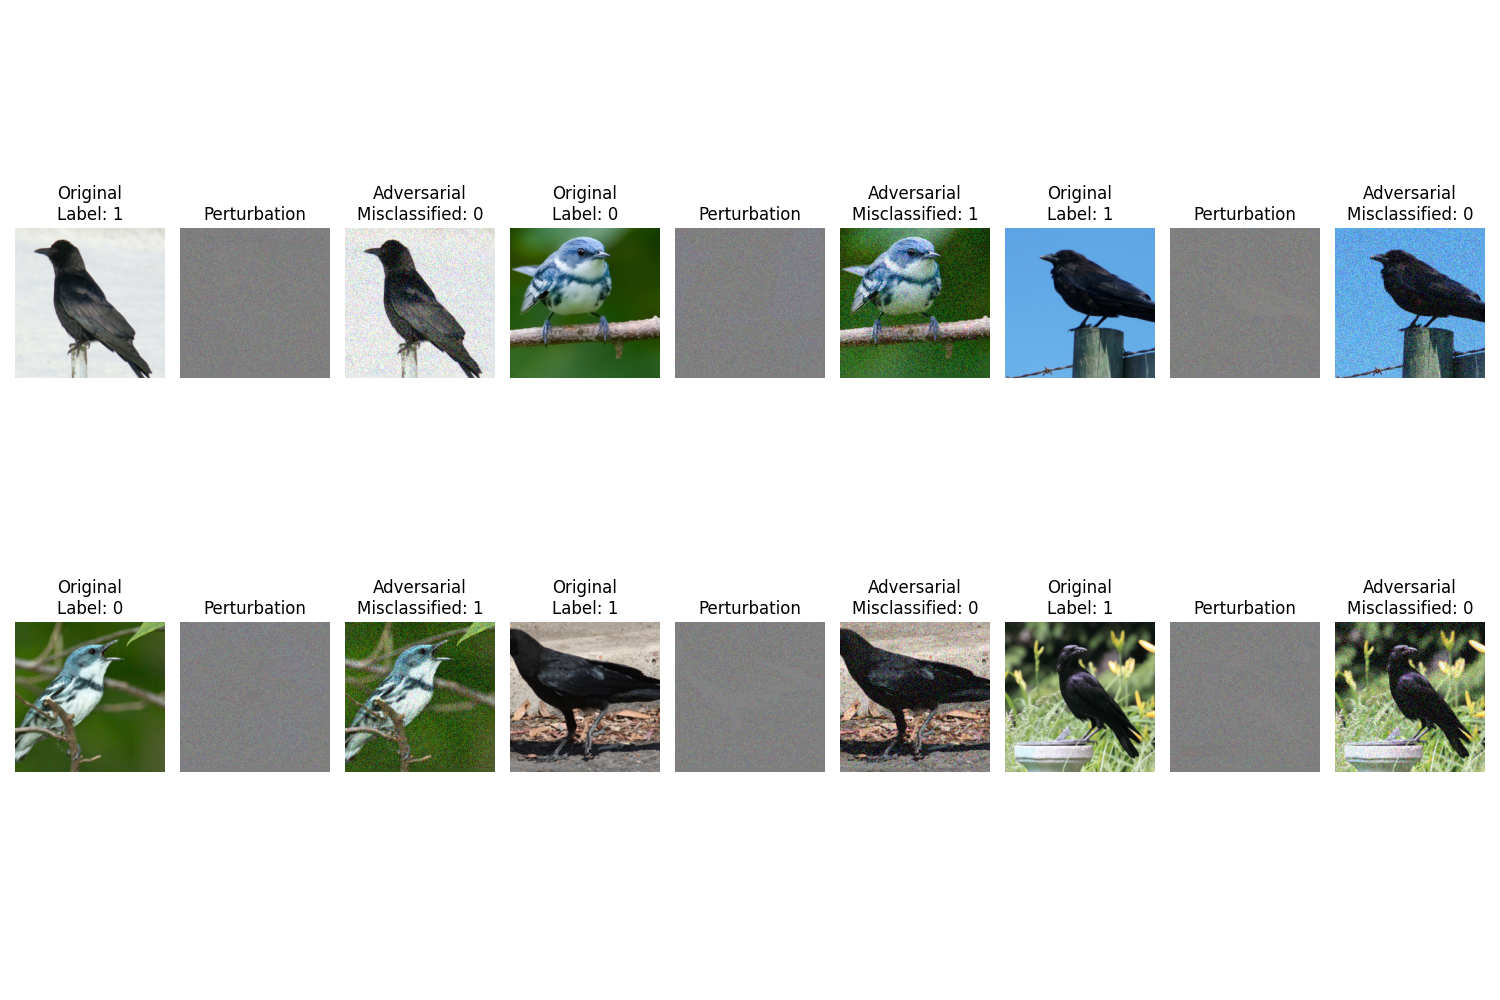 Original
Label: 1
Perturbation
Adversarial
Misclassified: 0
Original
Label: 0
Perturbation
Adversarial
Misclassified: 1
Original
Label: 1
Perturbation
Adversarial
Misclassified: 0
Original
Label: 0
Perturbation
Adversarial
Misclassified: 1
Original
Label: 1
Perturbation
Adversarial
Misclassified: 0
Original
Label: 1
Perturbation
Adversarial
Misclassified: 0